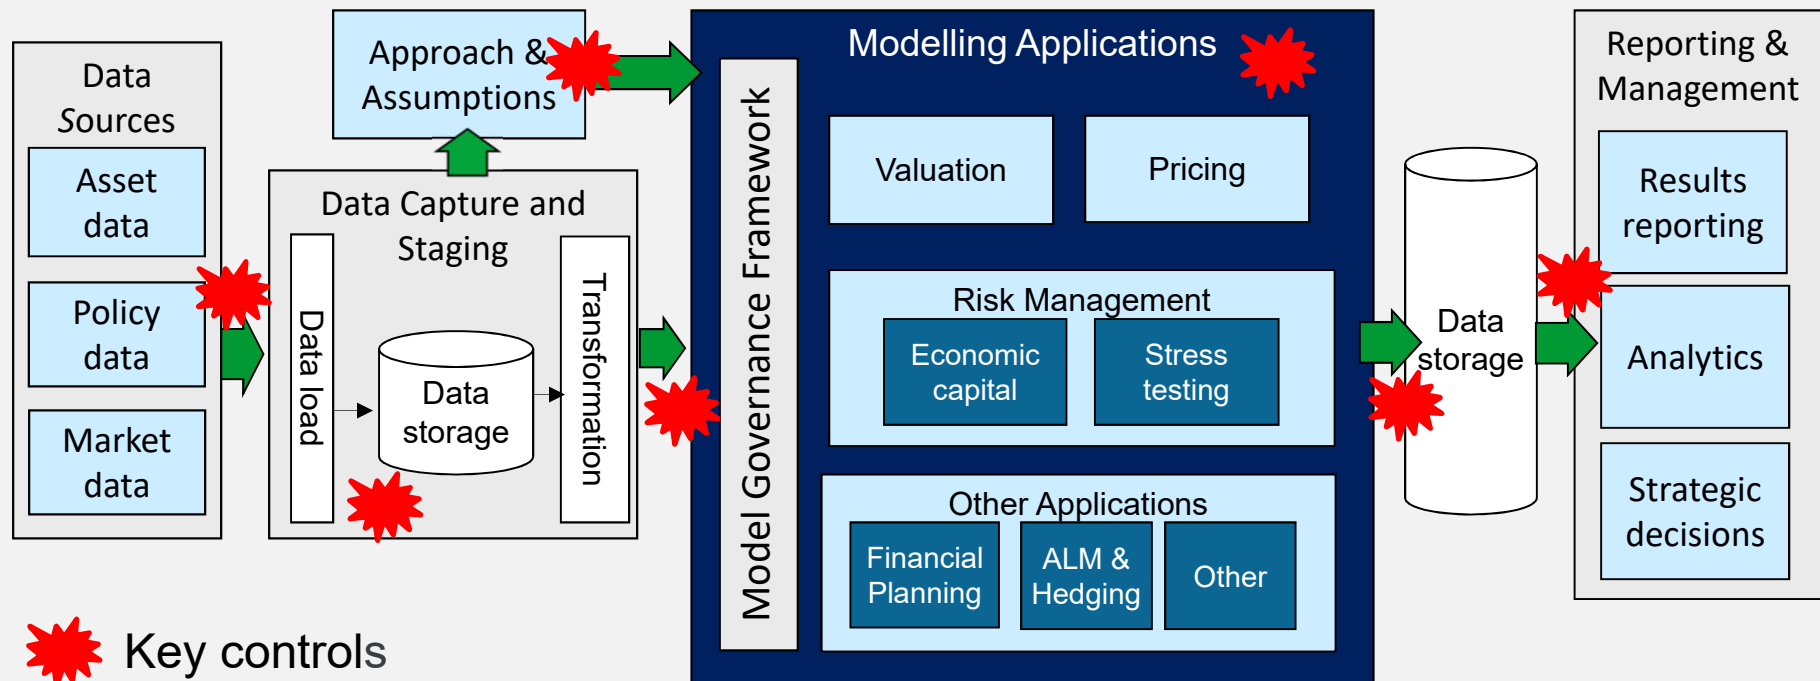 Data
Sources
Asset
data
Policy
data
Market
data
Approach &
Assumptions
Data Capture and
Staging
Data load
Data
storage
Transformation
Modelling Applications
Model Governance Framework
Valuation
Pricing
Risk Management
Economic
capital
Stress
testing
Other Applications
Financial
Planning
ALM &
Hedging
Other
Data
storage
Reporting &
Management
Results
reporting
Analytics
Strategic
decisions
Key controls